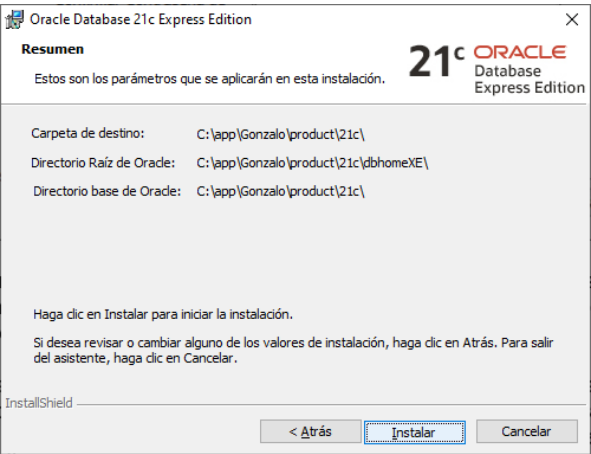 Oracle Database 21c Express Edition
Resumen
Estos son los parámetros que se aplicarán en esta instalación.
21c ORACLE
Database
Express Edition
Carpeta de destino: C:\app\Gonzalo\product\21c\
Directorio Raíz de Oracle: C:\app\Gonzalo\product\21c\dbhomeXE\
Directorio base de Oracle: C:\app\Gonzalo\product\21c\
Haga clic en Instalar para iniciar la instalación.
Si desea revisar o cambiar alguno de los valores de instalación, haga clic en Atrás. Para salir
del asistente, haga clic en Cancelar.
InstallShield
< Atrás Instalar Cancelar